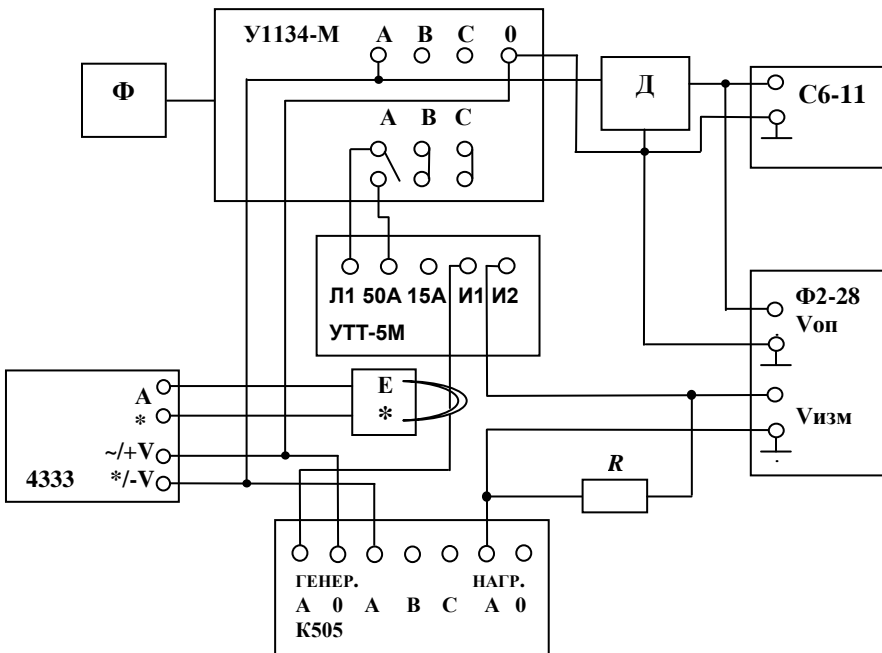 У1134-М
А В С 0
Ф
Д
С6-11
А В С
Л1 50А 15А И1 И2
УТТ-5М
Ф2-28
Vоп
Vизм
Е
*
А
*
~/+V
*/-V
4333
R
ГЕНЕР. НАГР.
А 0 А В С А 0
К505